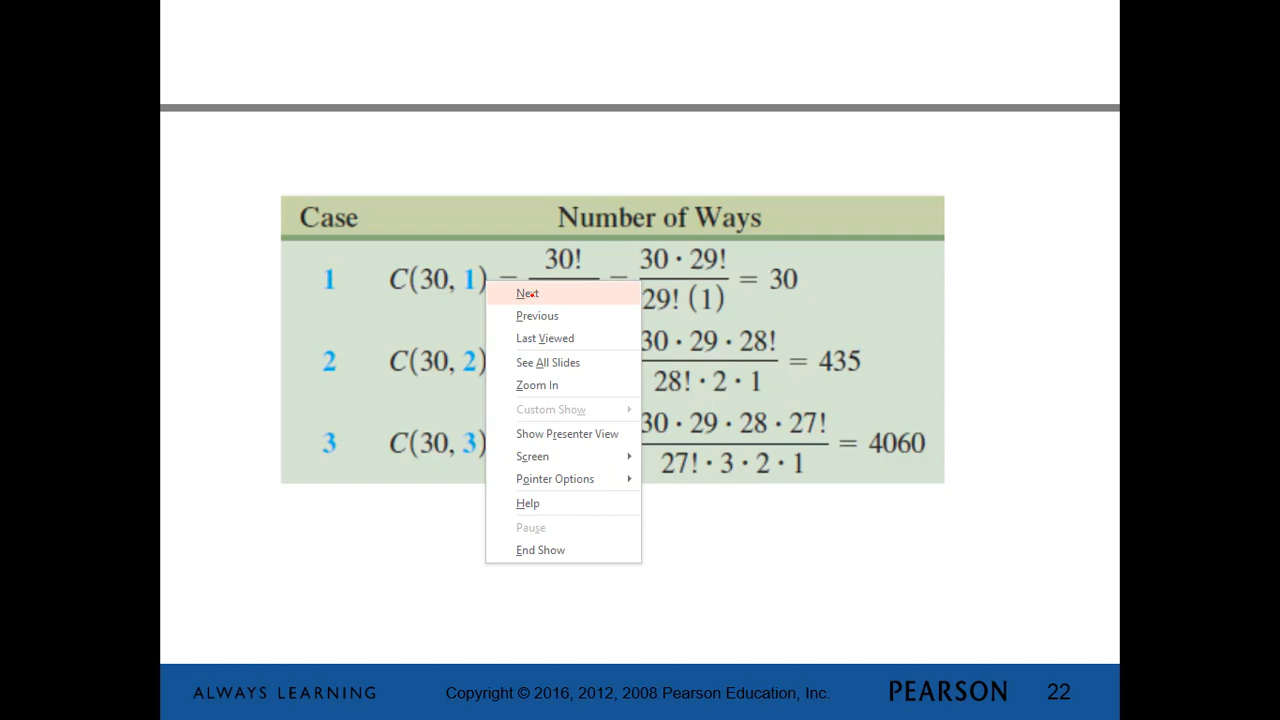 Case Number of Ways
1 C(30, 1) = 30! = 30 · 29! / 29! (1) = 30
Next
Previous
Last Viewed
2 C(30, 2) 30 · 29 · 28! / 28! · 2 · 1 = 435
See All Slides
Zoom In
Custom Show
3 C(30, 3) 30 · 29 · 28 · 27! / 27! · 3 · 2 · 1 = 4060
Show Presenter View
Screen
Pointer Options
Help
Pause
End Show
ALWAYS LEARNING Copyright © 2016, 2012, 2008 Pearson Education, Inc. PEARSON 22